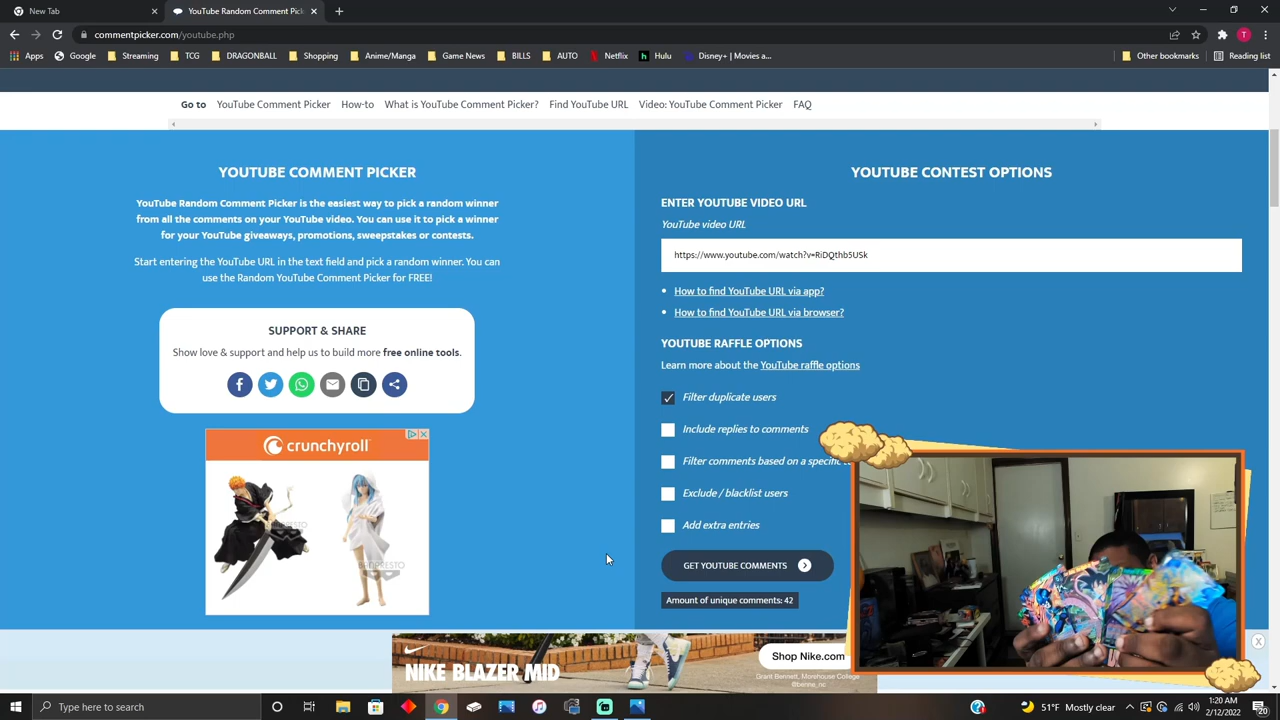 New Tab
YouTube Random Comment Pic
commentpicker.com/youtube.php
Apps
Google
Streaming
TCG
DRAGONBALL
Shopping
Anime/Manga
Game News
BILLS
AUTO
Netflix
Hulu
Disney+ | Movies a...
Other bookmarks
Reading list
Go to YouTube Comment Picker How-to What is YouTube Comment Picker? Find YouTube URL Video: YouTube Comment Picker FAQ
YOUTUBE COMMENT PICKER
YouTube Random Comment Picker is the easiest way to pick a random winner
from all the comments on your YouTube video. You can use it to pick a winner
for your YouTube giveaways, promotions, sweepstakes or contests.
Start entering the YouTube URL in the text field and pick a random winner. You can
use the Random YouTube Comment Picker for FREE!
SUPPORT & SHARE
Show love & support and help us to build more free online tools.
crunchyroll
BANPRESTO
BANPRESTO
YOUTUBE CONTEST OPTIONS
ENTER YOUTUBE VIDEO URL
YouTube video URL
https://www.youtube.com/watch?v=RiDQthb5USk
How to find YouTube URL via app?
How to find YouTube URL via browser?
YOUTUBE RAFFLE OPTIONS
Learn more about the YouTube raffle options
Filter duplicate users
Include replies to comments
Filter comments based on a specific
Exclude / blacklist users
Add extra entries
GET YOUTUBE COMMENTS
Amount of unique comments: 42
NIKE BLAZER MID
Shop Nike.com
Grant Bennett, Morehouse College
@benne_nc
X
Type here to search
51°F Mostly clear
1:20 AM
2/12/2022
20